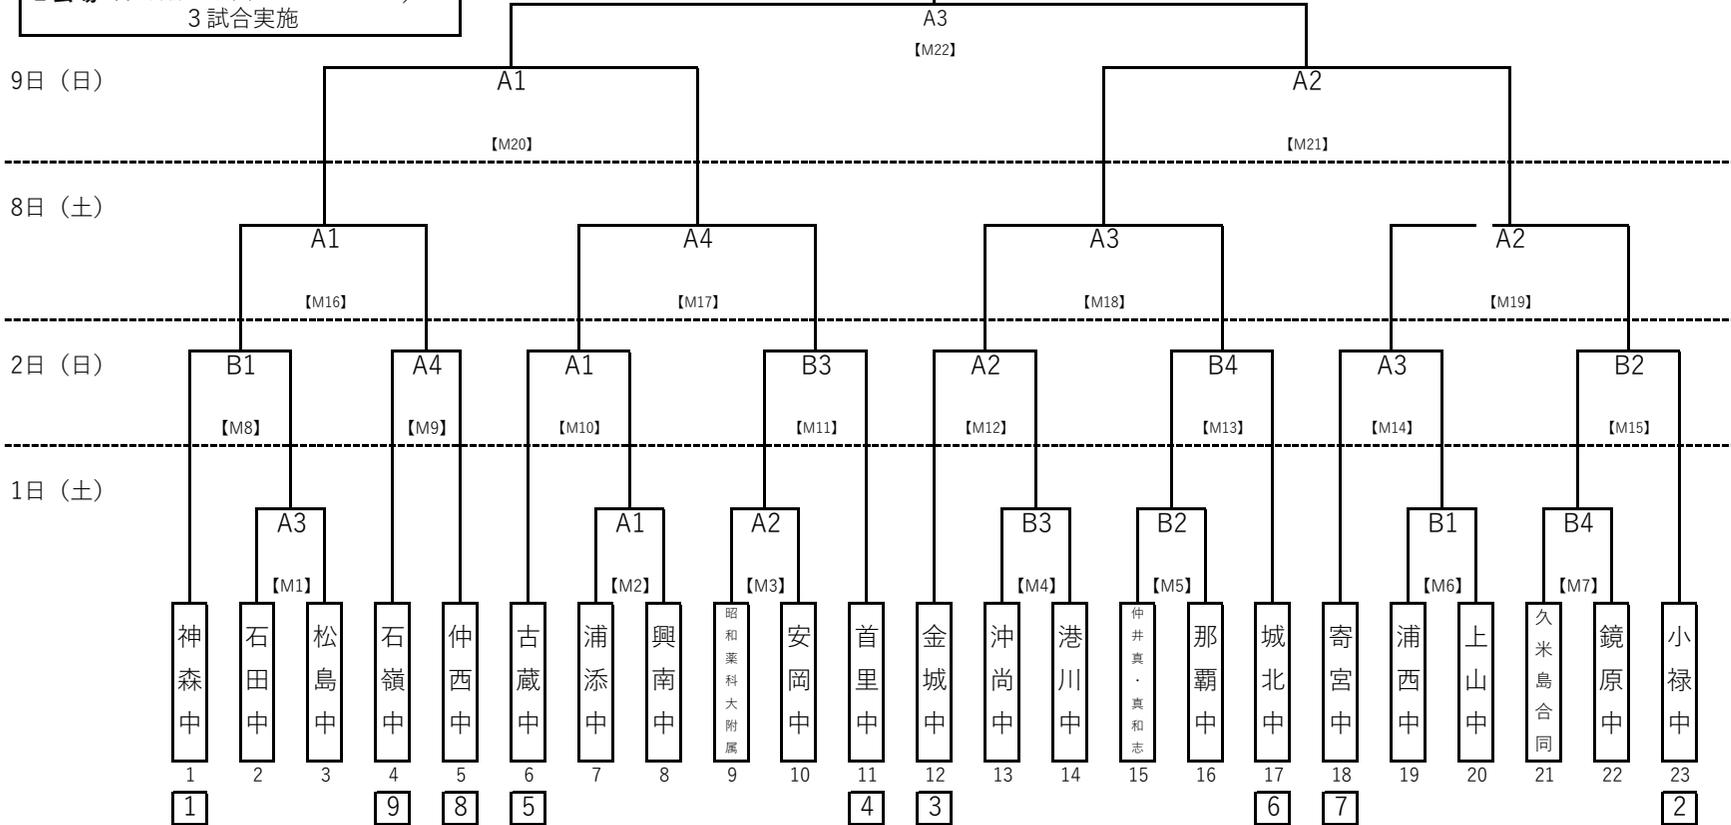 ３試合実施
A3
【M22】
9日（日）
A1
A2
【M20】
【M21】
8日（土）
A1
A4
A3
A2
【M16】
【M17】
【M18】
【M19】
2日（日）
B1
A4
A1
B3
A2
B4
A3
B2
【M8】
【M9】
【M10】
【M11】
【M12】
【M13】
【M14】
【M15】
1日（土）
A3
A1
A2
B3
B2
B1
B4
【M1】
【M2】
【M3】
【M4】
【M5】
【M6】
【M7】
神森中
石田中
松島中
石嶺中
仲西中
古蔵中
浦添中
興南中
昭和薬科大附属
安岡中
首里中
金城中
沖尚中
港川中
仲井真・真和志
那覇中
城北中
寄宮中
浦西中
上山中
久米島合同
鏡原中
小禄中
1 2 3 4 5 6 7 8 9 10 11 12 13 14 15 16 17 18 19 20 21 22 23
1 9 8 5 4 3 6 7 2